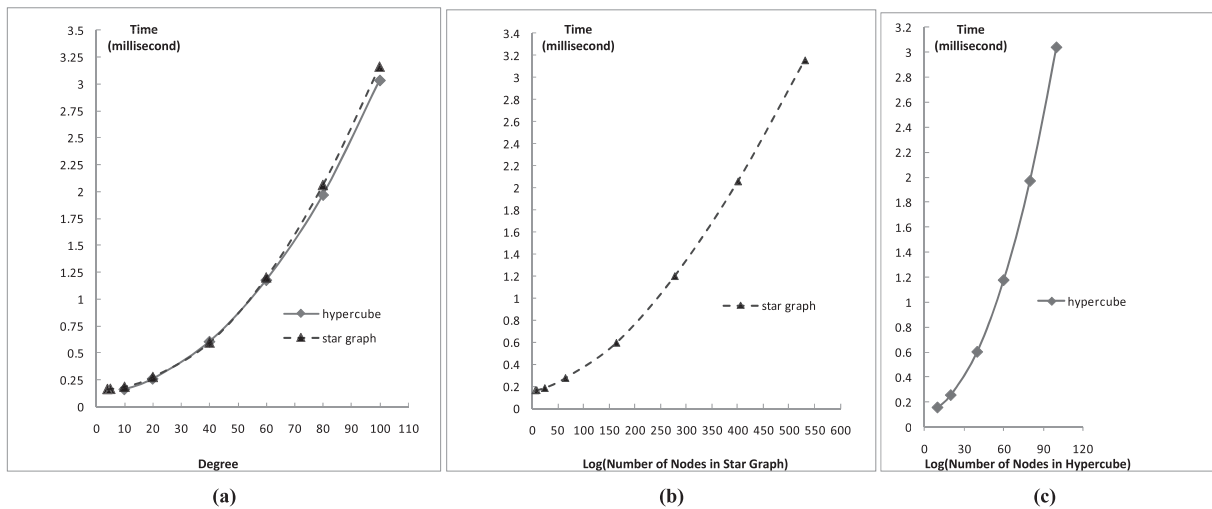 Time
(millisecond)
3.5
3.25
3
2.75
2.5
2.25
2
1.75
1.5
1.25
1
0.75
0.5
0.25
0
0 10 20 30 40 50 60 70 80 90 100 110
hypercube
star graph
Degree
(a)
Time
(millisecond)
3.4
3.2
3
2.8
2.6
2.4
2.2
2
1.8
1.6
1.4
1.2
1
0.8
0.6
0.4
0.2
0
0 50 100 150 200 250 300 350 400 450 500 550 600
star graph
Log(Number of Nodes in Star Graph)
(b)
Time
(millisecond)
3.2
3
2.8
2.6
2.4
2.2
2
1.8
1.6
1.4
1.2
1
0.8
0.6
0.4
0.2
0
0 30 60 90 120
hypercube
Log(Number of Nodes in Hypercube)
(c)